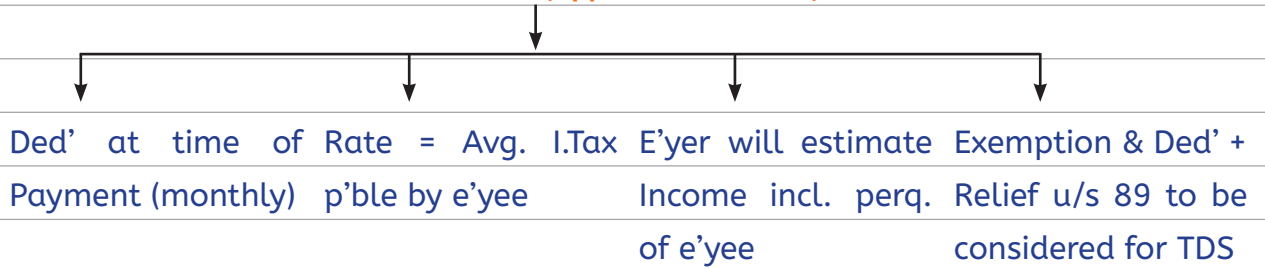 Ded' at time of Payment (monthly)
Rate = Avg. I.Tax p'ble by e'yee
E'yer will estimate Income incl. perq. of e'yee
Exemption & Ded' + Relief u/s 89 to be considered for TDS